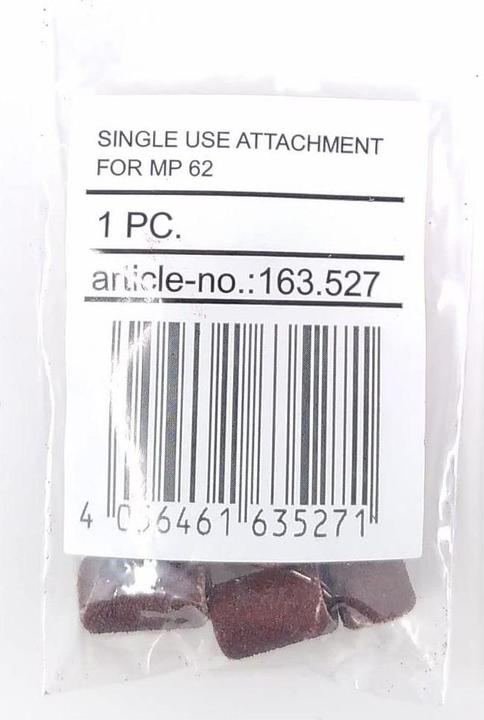 SINGLE USE ATTACHMENT
FOR MP 62
1 PC.
article-no.:163.527
4 056461 635271